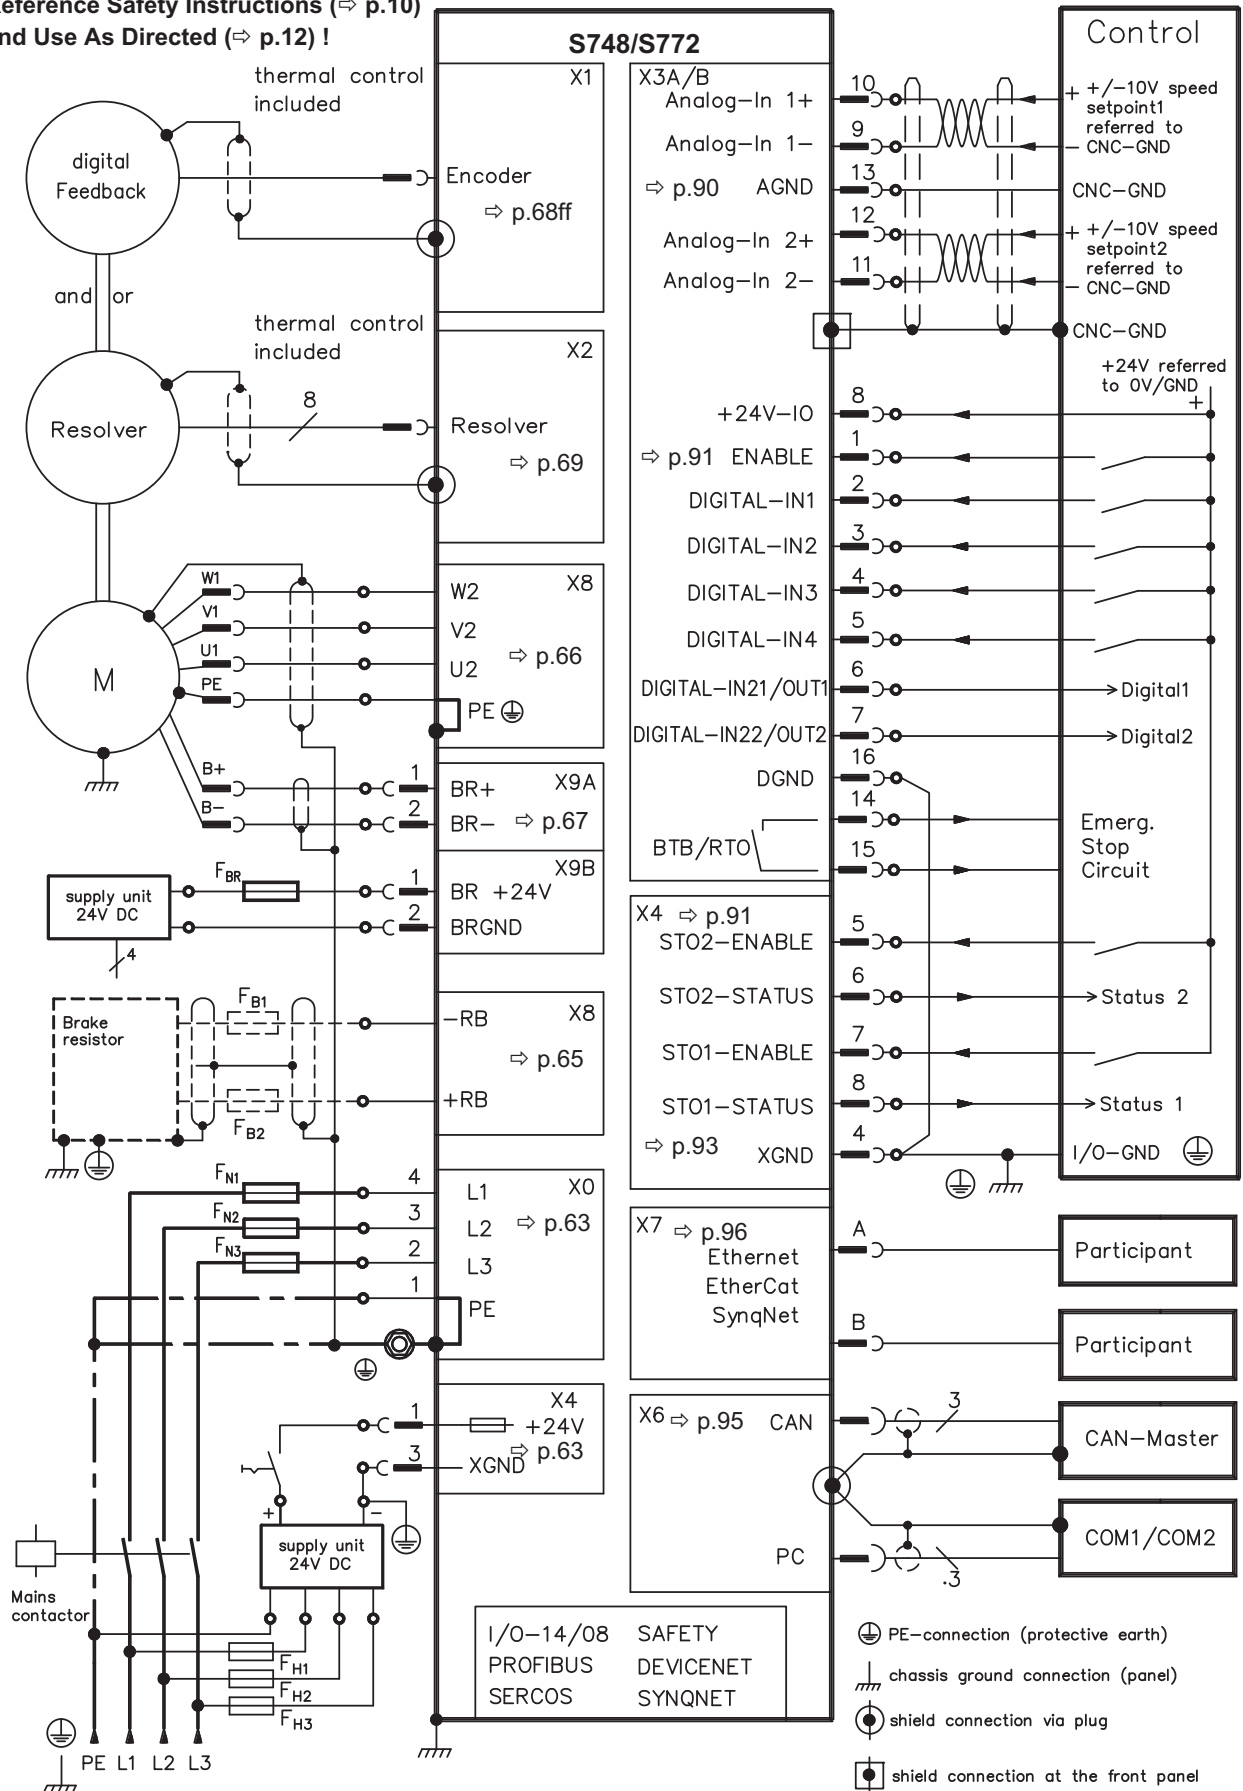 eference Safety Instructions (⇨ p.10)
nd Use As Directed (⇨ p.12) !
S748/S772
Control
thermal control
included
X1
digital
Feedback
Encoder
⇨ p.68ff
and or
thermal control
included
X2
Resolver
8
Resolver
⇨ p.69
M
W1
V1
U1
PE
W2
X8
V2
⇨ p.66
U2
PE
B+
B-
1
2
BR+
X9A
BR- ⇨ p.67
supply unit
24V DC
4
FBR
1
2
X9B
BR +24V
BRGND
Brake
resistor
FB1
FB2
-RB
X8
⇨ p.65
+RB
FN1
FN2
FN3
4
3
2
1
L1
X0
L2 ⇨ p.63
L3
PE
1
3
X4
+24V
⇨ p.63
XGND
+ -
supply unit
24V DC
Mains
contactor
FH1
FH2
FH3
PE L1 L2 L3
X3A/B
Analog-In 1+
10
Analog-In 1-
9
⇨ p.90 AGND
13
Analog-In 2+
12
Analog-In 2-
11
+ +/-10V speed
setpoint1
referred to
- CNC-GND
CNC-GND
+ +/-10V speed
setpoint2
referred to
- CNC-GND
CNC-GND
+24V referred
to 0V/GND
+
+24V-IO
8
⇨ p.91 ENABLE
1
DIGITAL-IN1
2
DIGITAL-IN2
3
DIGITAL-IN3
4
DIGITAL-IN4
5
DIGITAL-IN21/OUT1
6
Digital1
DIGITAL-IN22/OUT2
7
Digital2
DGND
16
BTB/RTO
14
15
Emerg.
Stop
Circuit
X4 ⇨ p.91
STO2-ENABLE
5
STO2-STATUS
6
Status 2
STO1-ENABLE
7
STO1-STATUS
8
Status 1
⇨ p.93
XGND
4
I/O-GND
X7 ⇨ p.96
Ethernet
EtherCat
SynqNet
A
Participant
B
Participant
X6 ⇨ p.95 CAN
3
CAN-Master
PC
.3
COM1/COM2
I/O-14/08 SAFETY
PROFIBUS DEVICENET
SERCOS SYNQNET
PE-connection (protective earth)
chassis ground connection (panel)
shield connection via plug
shield connection at the front panel